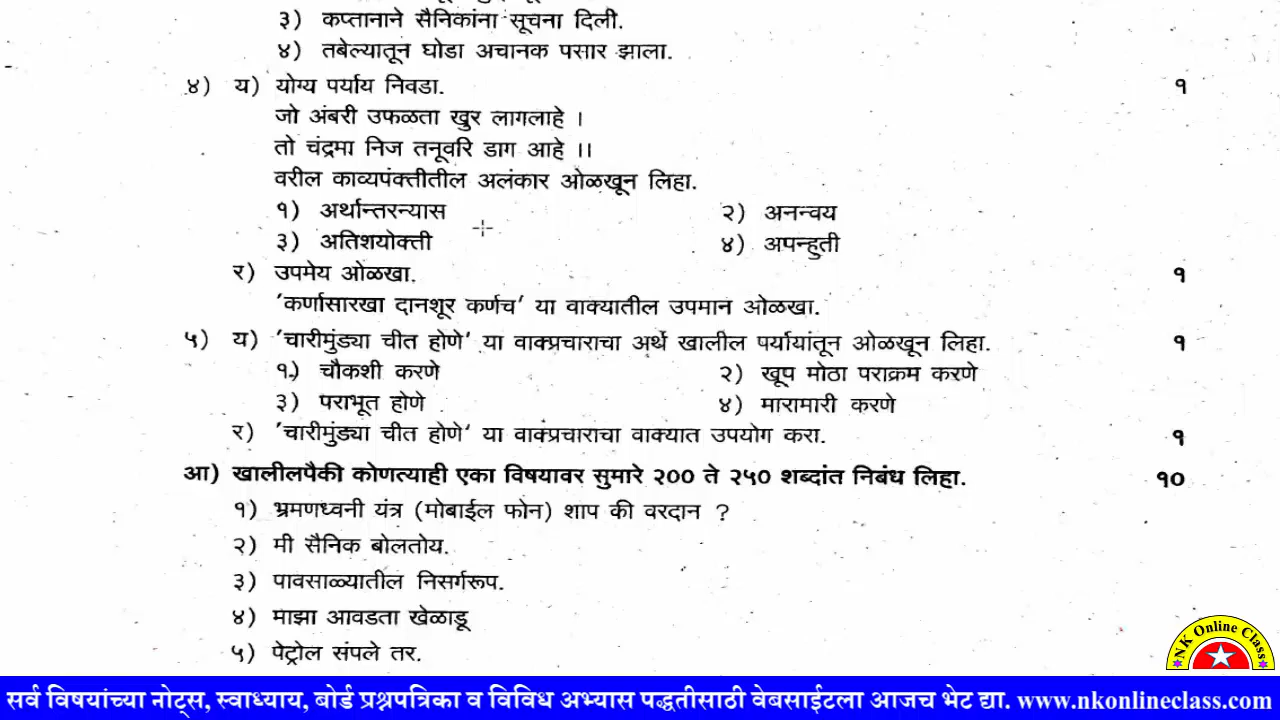 ३) कप्तानाने सैनिकांना सूचना दिली.
४) तबेल्यातून घोडा अचानक पसार झाला.
४) य) योग्य पर्याय निवडा. १
जो अंबरी उफळता खुर लागलाहे ।
तो चंद्रमा निज तनूवरि डाग आहे ।।
वरील काव्यपंक्तीतील अलंकार ओळखून लिहा.
१) अर्थान्तरन्यास २) अनन्वय
३) अतिशयोक्ती ४) अपन्हुती
र) उपमेय ओळखा. १
'कर्णासारखा दानशूर कर्णच' या वाक्यातील उपमान ओळखा.
५) य) 'चारीमुंड्या चीत होणे' या वाक्प्रचाराचा अर्थ खालील पर्यायांतून ओळखून लिहा. १
१) चौकशी करणे २) खूप मोठा पराक्रम करणे
३) पराभूत होणे ४) मारामारी करणे
र) 'चारीमुंड्या चीत होणे' या वाक्प्रचाराचा वाक्यात उपयोग करा. १
आ) खालीलपैकी कोणत्याही एका विषयावर सुमारे २०० ते २५० शब्दांत निबंध लिहा. १०
१) भ्रमणध्वनी यंत्र (मोबाईल फोन) शाप की वरदान ?
२) मी सैनिक बोलतोय.
३) पावसाळ्यातील निसर्गरूप.
४) माझा आवडता खेळाडू
५) पेट्रोल संपले तर.
NK Online Class
सर्व विषयांच्या नोट्स, स्वाध्याय, बोर्ड प्रश्नपत्रिका व विविध अभ्यास पद्धतीसाठी वेबसाईटला आजच भेट द्या. www.nkonlineclass.com